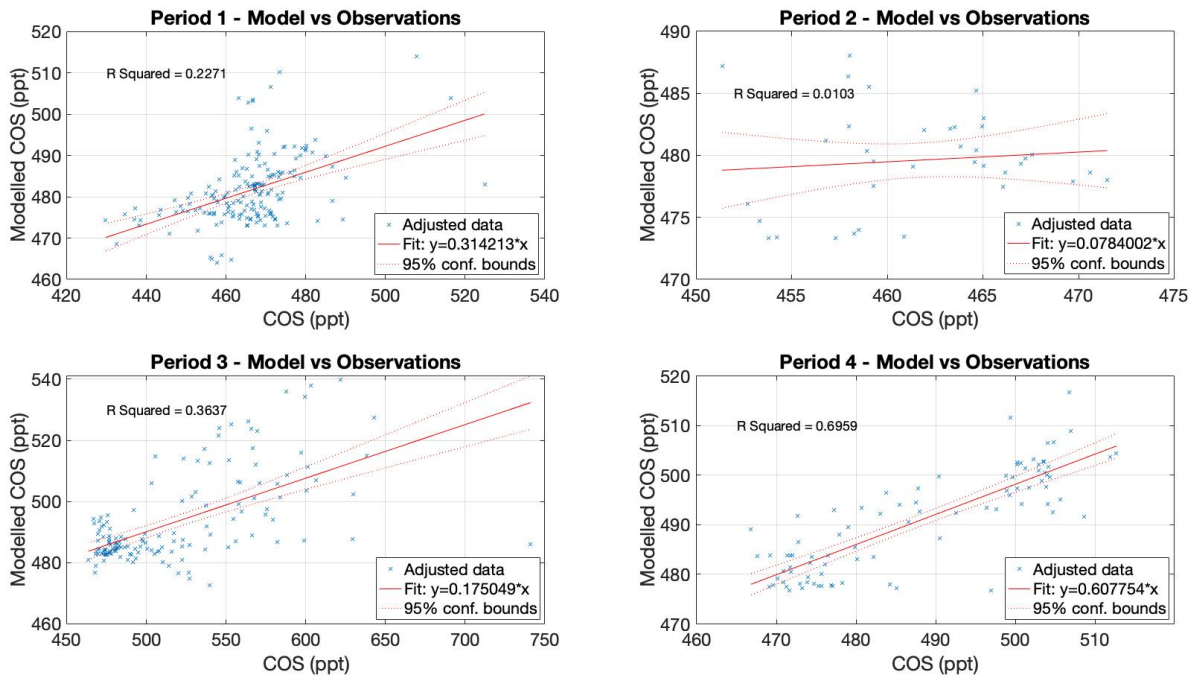 Period 1 - Model vs Observations
520
510
500
490
480
470
460
Modelled COS (ppt)
R Squared = 0.2271
Adjusted data
Fit: y=0.314213*x
95% conf. bounds
420 440 460 480 500 520 540
COS (ppt)
Period 2 - Model vs Observations
490
485
480
475
470
Modelled COS (ppt)
R Squared = 0.0103
Adjusted data
Fit: y=0.0784002*x
95% conf. bounds
450 455 460 465 470 475
COS (ppt)
Period 3 - Model vs Observations
540
520
500
480
460
Modelled COS (ppt)
R Squared = 0.3637
Adjusted data
Fit: y=0.175049*x
95% conf. bounds
450 500 550 600 650 700 750
COS (ppt)
Period 4 - Model vs Observations
520
510
500
490
480
470
Modelled COS (ppt)
R Squared = 0.6959
Adjusted data
Fit: y=0.607754*x
95% conf. bounds
460 470 480 490 500 510
COS (ppt)